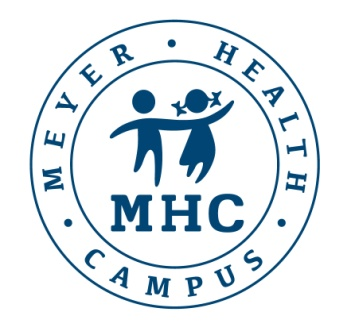 MEYER • HEALTH
MHC
• CAMPUS •